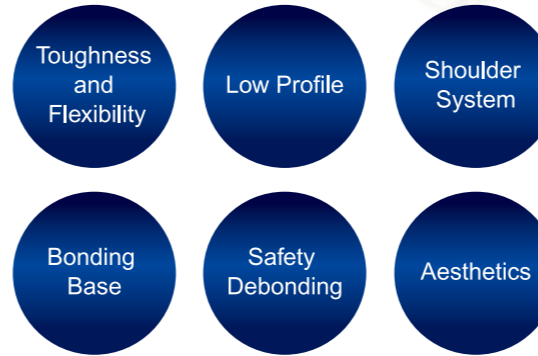 Toughness
and
Flexibility
Low Profile
Shoulder
System
Bonding
Base
Safety
Debonding
Aesthetics